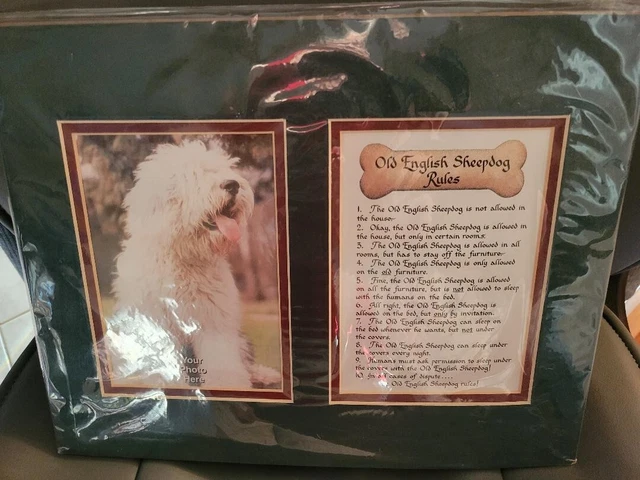 Your
Photo
Here
Old English Sheepdog
Rules
1. The Old English Sheepdog is not allowed in
the house.
2. Okay, the Old English Sheepdog is allowed in
the house, but only in certain rooms.
3. The Old English Sheepdog is allowed in all
rooms, but has to stay off the furniture.
4. The Old English Sheepdog is only allowed
on the old furniture.
5. Fine, the Old English Sheepdog is allowed
on all the furniture, but is not allowed to sleep
with the humans on the bed.
6. All right, the Old English Sheepdog is
allowed on the bed, but only by invitation.
7. The Old English Sheepdog can sleep on
the bed whenever he wants, but not under
the covers.
8. The Old English Sheepdog can sleep under
the covers every night.
9. Humans must ask permission to sleep under
the covers with the Old English Sheepdog!
10. In all cases of dispute....
Old English Sheepdog rules!